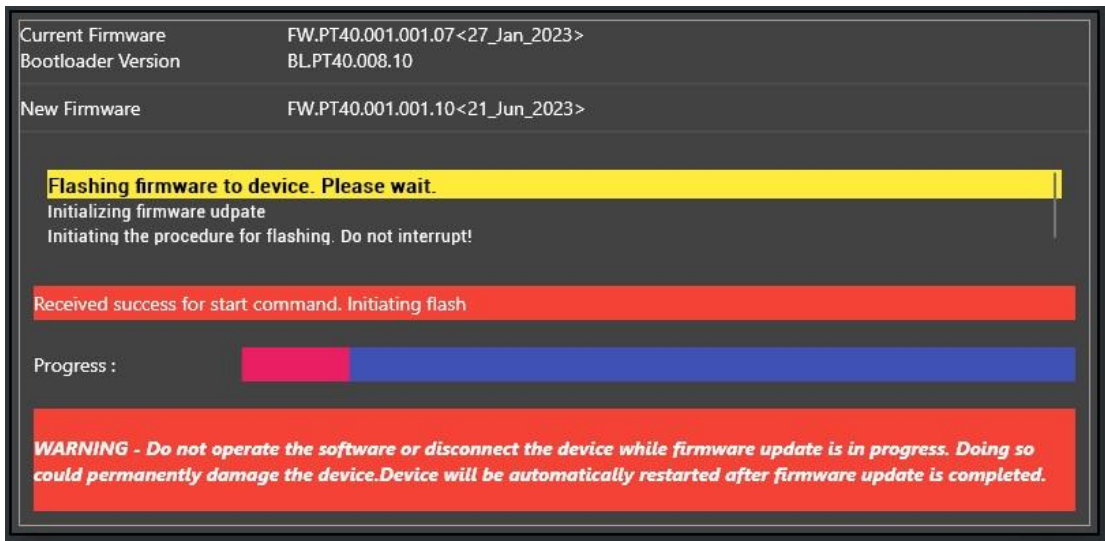 Current Firmware FW.PT40.001.001.07<27_Jan_2023>
Bootloader Version BL.PT40.008.10
New Firmware FW.PT40.001.001.10<21_Jun_2023>
Flashing firmware to device. Please wait.
Initializing firmware udpate
Initiating the procedure for flashing. Do not interrupt!
Received success for start command. Initiating flash
Progress :
WARNING - Do not operate the software or disconnect the device while firmware update is in progress. Doing so
could permanently damage the device.Device will be automatically restarted after firmware update is completed.